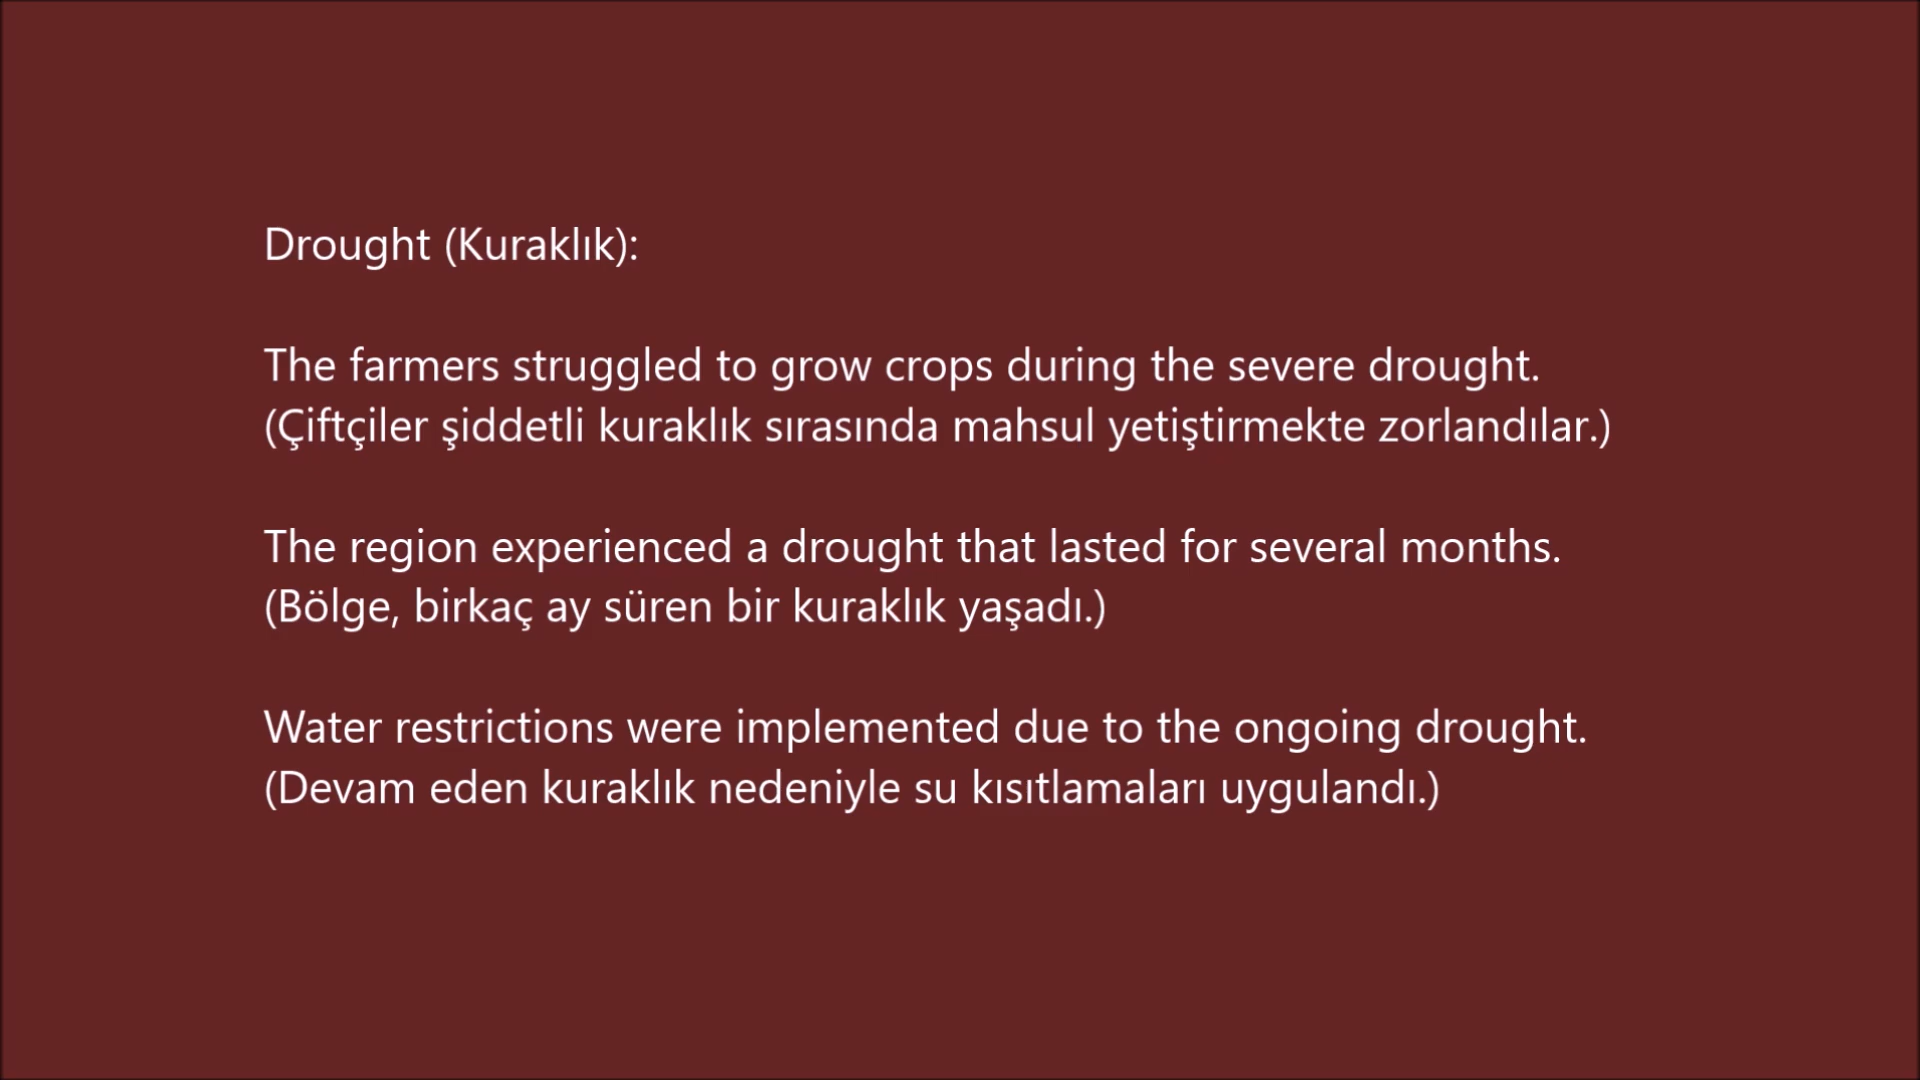 Drought (Kuraklık):
The farmers struggled to grow crops during the severe drought.
(Çiftçiler şiddetli kuraklık sırasında mahsul yetiştirmekte zorlandılar.)
The region experienced a drought that lasted for several months.
(Bölge, birkaç ay süren bir kuraklık yaşadı.)
Water restrictions were implemented due to the ongoing drought.
(Devam eden kuraklık nedeniyle su kısıtlamaları uygulandı.)